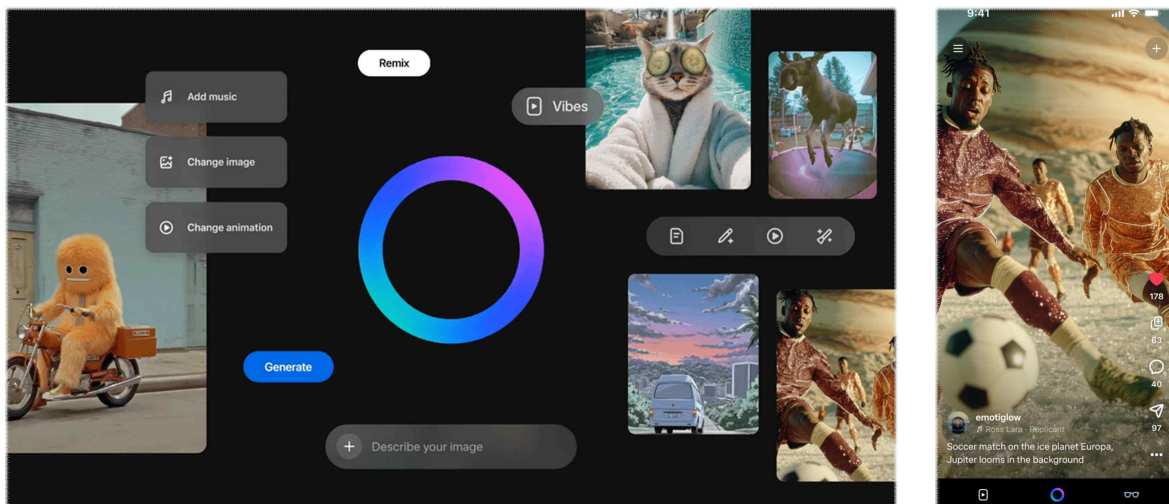 Remix
Add music
Change image
Change animation
Vibes
Generate
Describe your image
9:41
178
63
40
97
emotiglow
Ross Lara · Replicant
Soccer match on the ice planet Europa,
Jupiter looms in the background